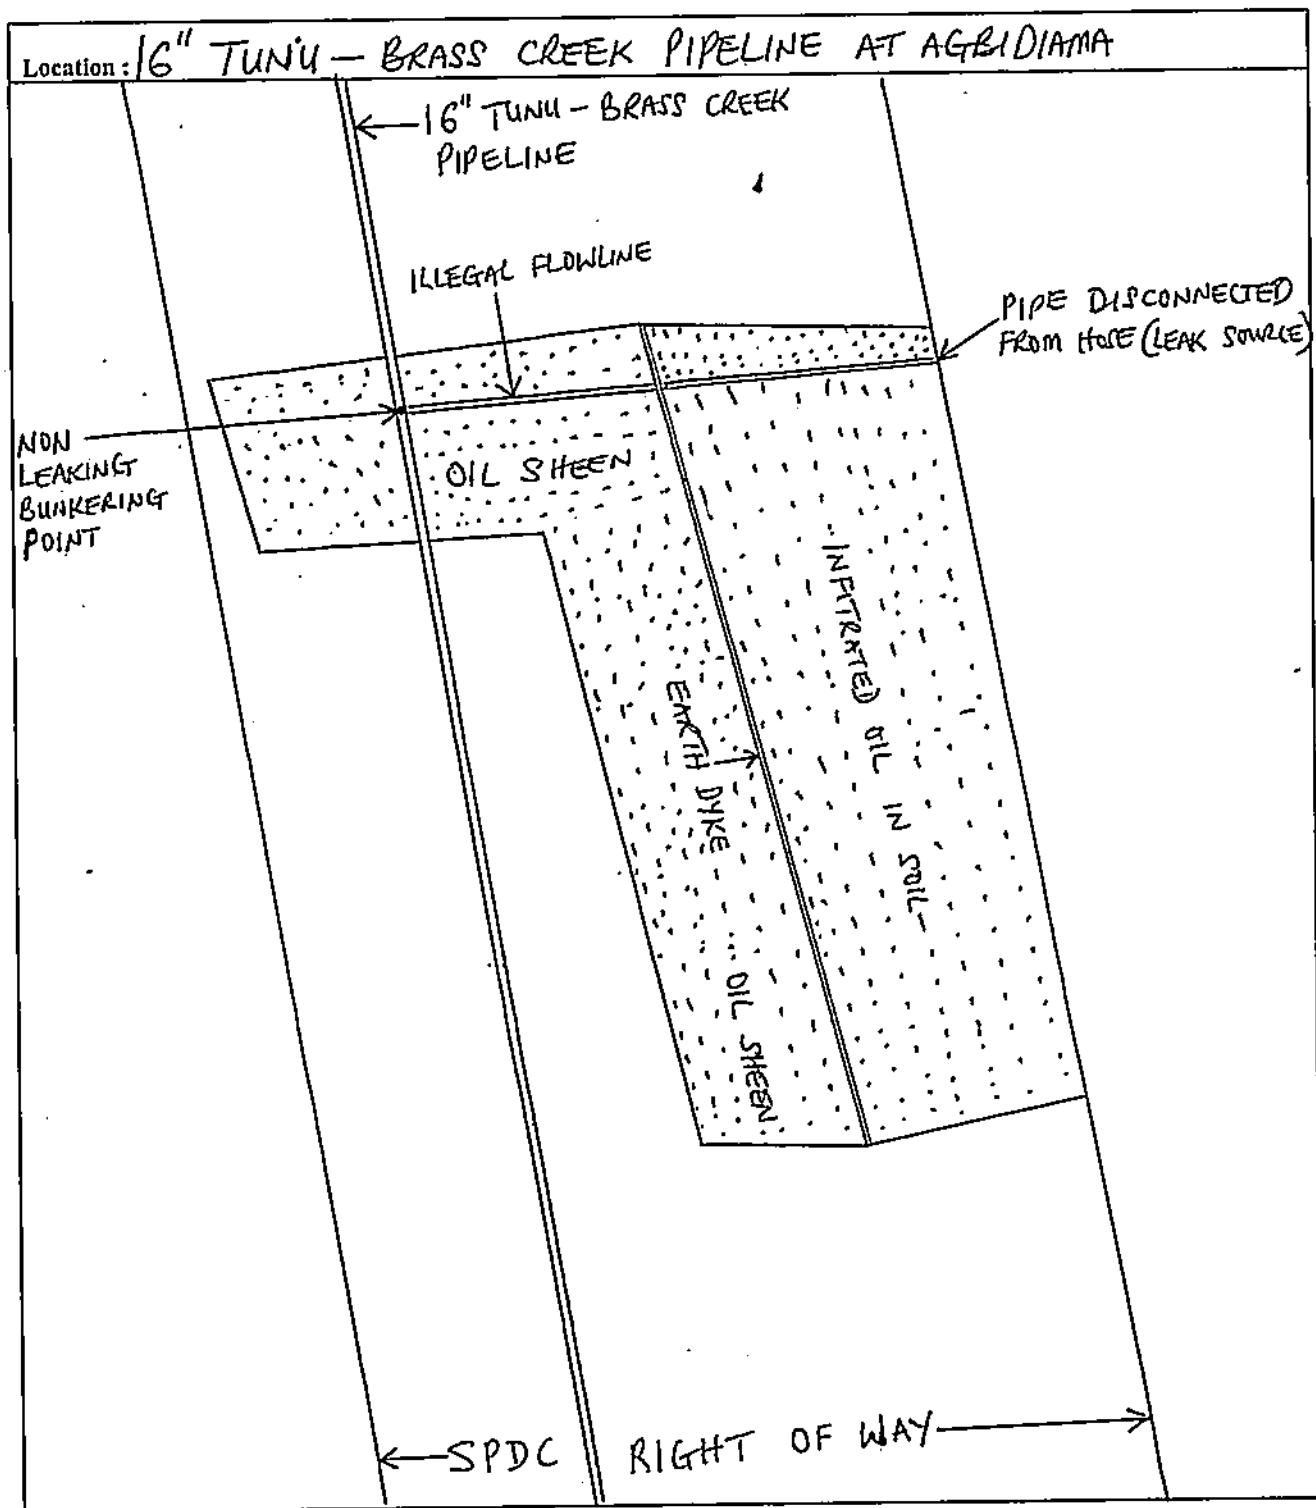 Location: 16" TUNU - BRASS CREEK PIPELINE AT AGBIDIAMA
16" TUNU - BRASS CREEK
PIPELINE
ILLEGAL FLOWLINE
PIPE DISCONNECTED
FROM HOSE (LEAK SOURCE)
NON
LEAKING
BUNKERING
POINT
OIL SHEEN
INFITRATED OIL IN SOIL
EARTH DYKE
OIL SHEEN
SPDC RIGHT OF WAY